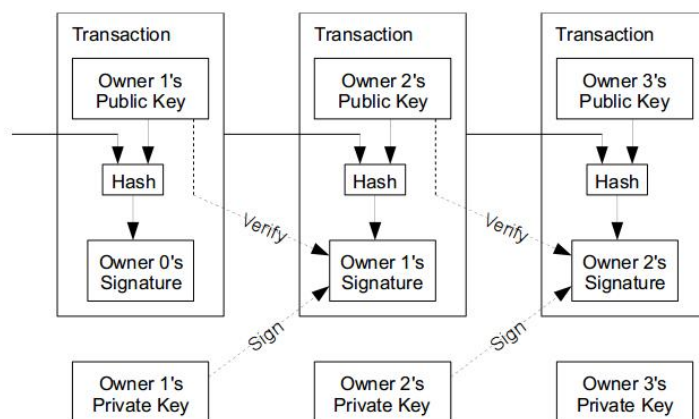 Transaction
Transaction
Transaction
Owner 1's
Public Key
Owner 2's
Public Key
Owner 3's
Public Key
Hash
Hash
Hash
Verify
Verify
Owner 0's
Signature
Owner 1's
Signature
Owner 2's
Signature
Sign
Sign
Owner 1's
Private Key
Owner 2's
Private Key
Owner 3's
Private Key